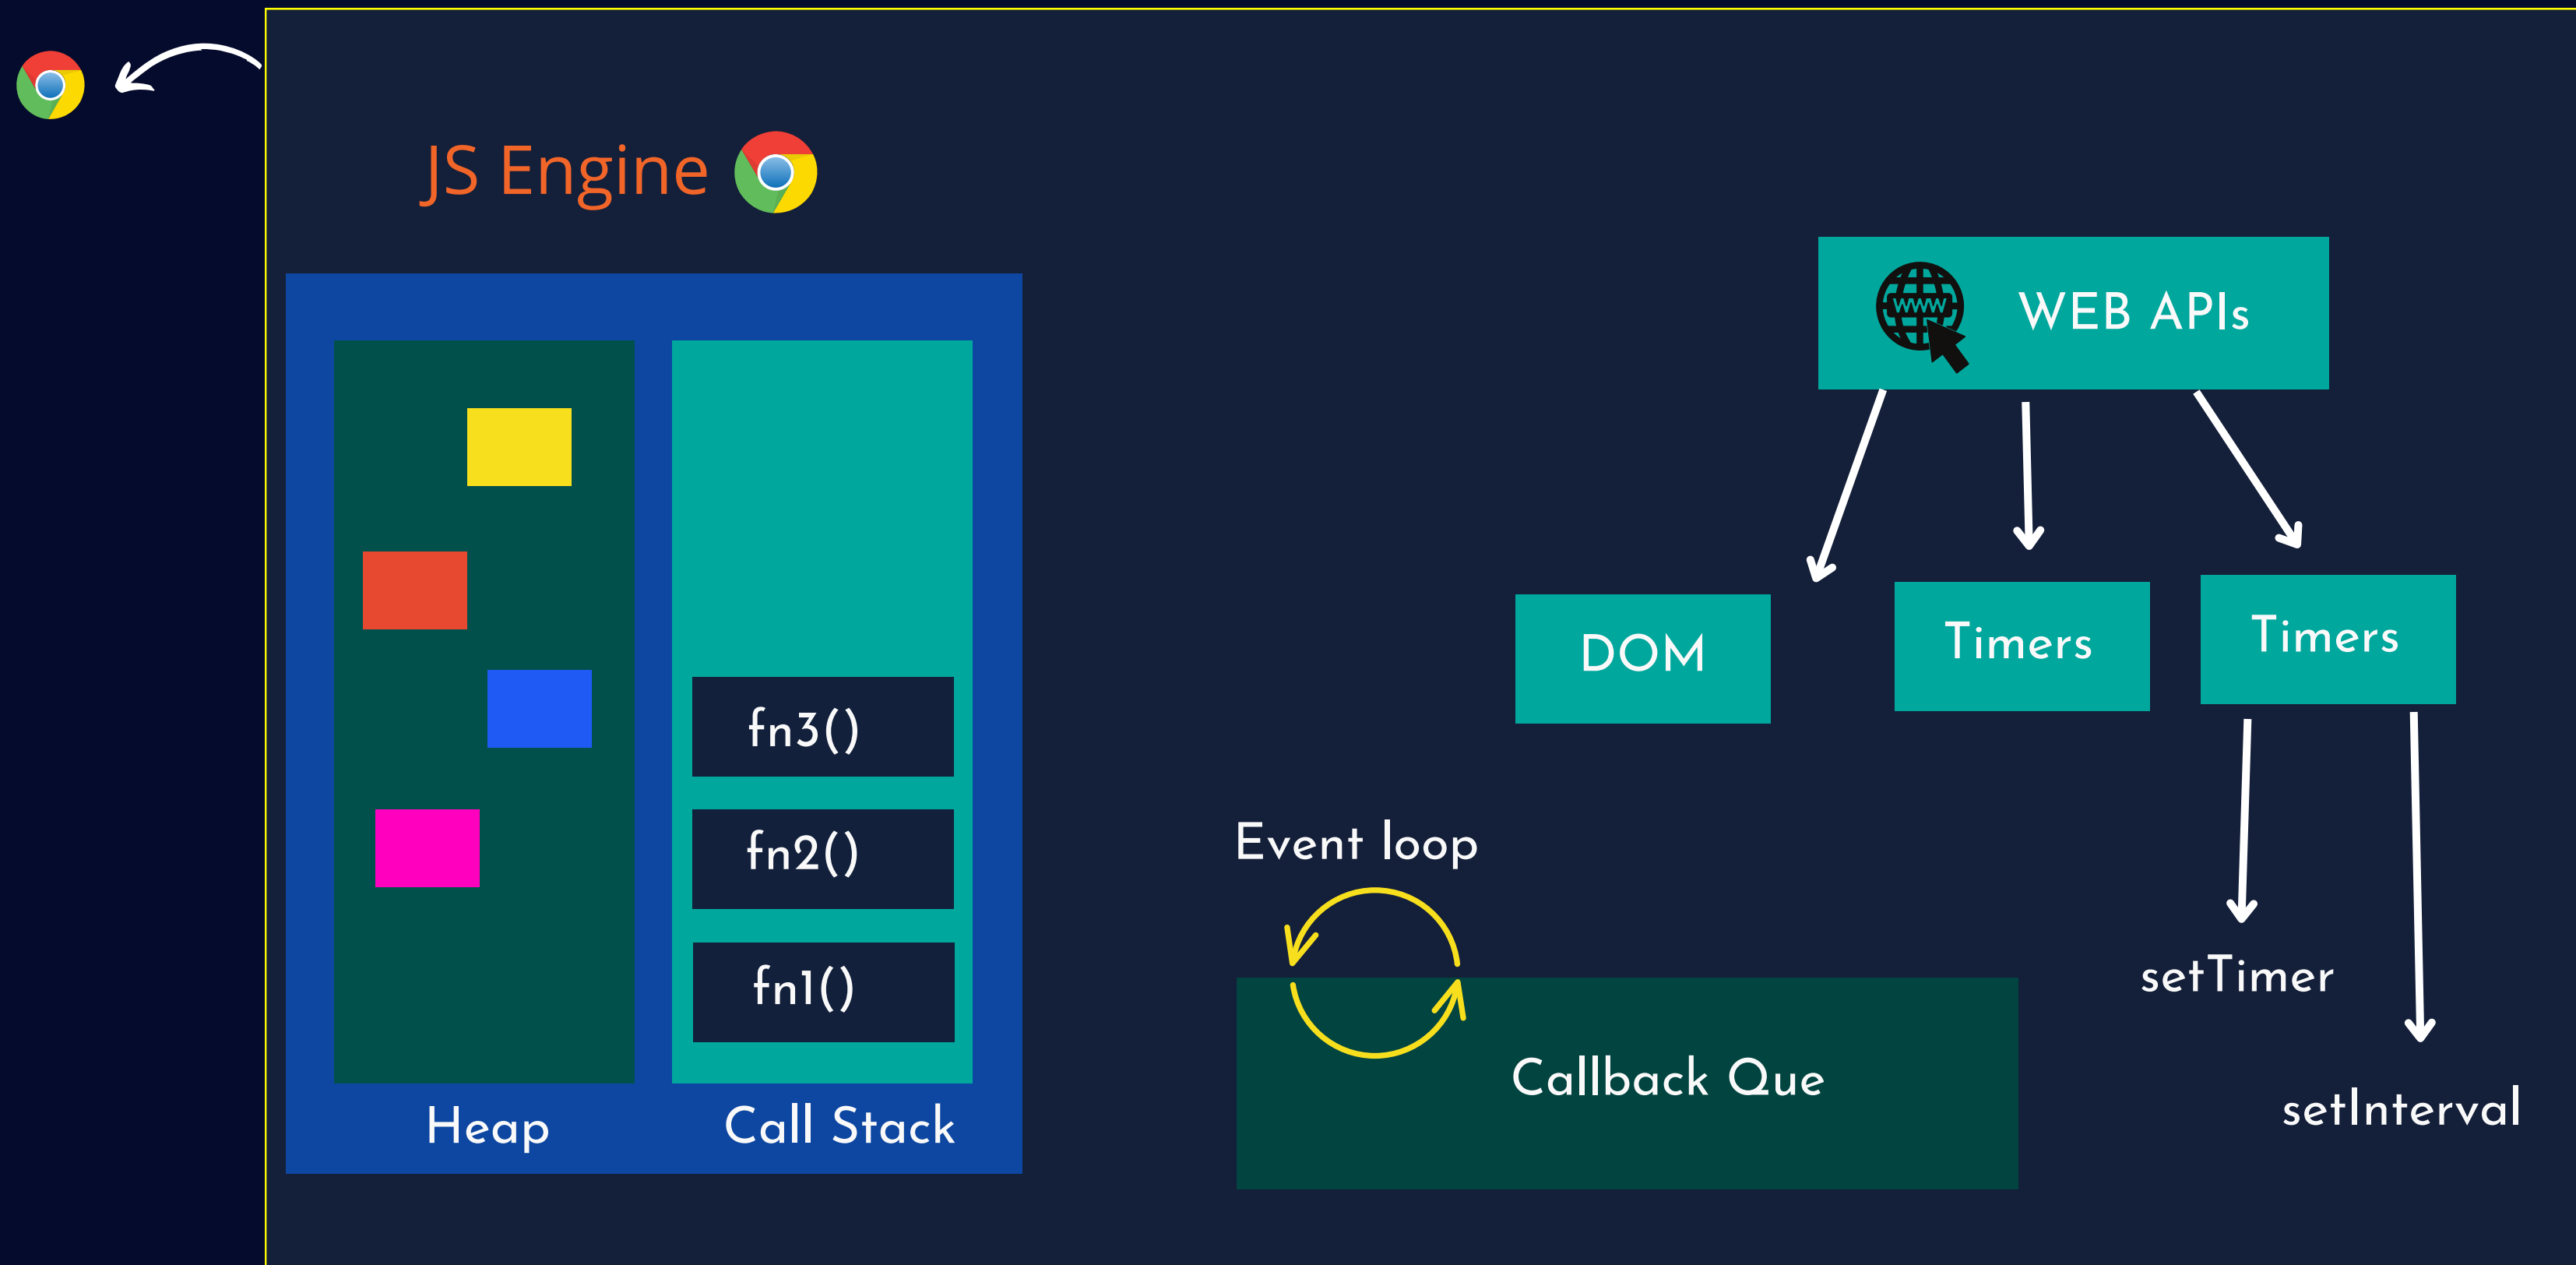 JS Engine
WWW
WEB APIs
DOM
Timers
Timers
fn3()
fn2()
fn1()
Heap
Call Stack
Event loop
Callback Que
setTimer
setInterval